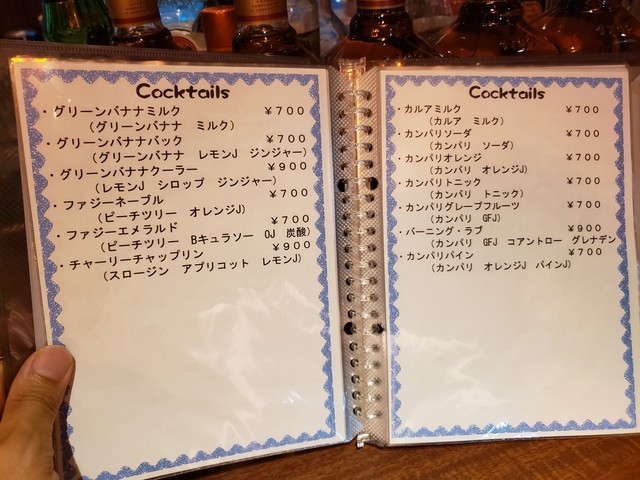 Cocktails
・グリーンバナナミルク ￥７００
（グリーンバナナ ミルク）
・グリーンバナナバック ￥７００
（グリーンバナナ レモンJ ジンジャー）
・グリーンバナナクーラー ￥９００
（レモンJ シロップ ジンジャー）
・ファジーネーブル ￥７００
（ピーチツリー オレンジJ）
・ファジーエメラルド ￥７００
（ピーチツリー Bキュラソー OJ 炭酸）
・チャーリーチャップリン ￥９００
（スロージン アプリコット レモンJ）
Cocktails
・カルアミルク ￥７００
（カルア ミルク）
・カンパリソーダ ￥７００
（カンパリ ソーダ）
・カンパリオレンジ ￥７００
（カンパリ オレンジJ）
・カンパリトニック ￥７００
（カンパリ トニック）
・カンパリグレープフルーツ ￥７００
（カンパリ GFJ）
・バーニング・ラブ ￥９００
（カンパリ GFJ コアントロー グレナデン
・カンパリパイン ￥７００
（カンパリ オレンジJ パインJ）